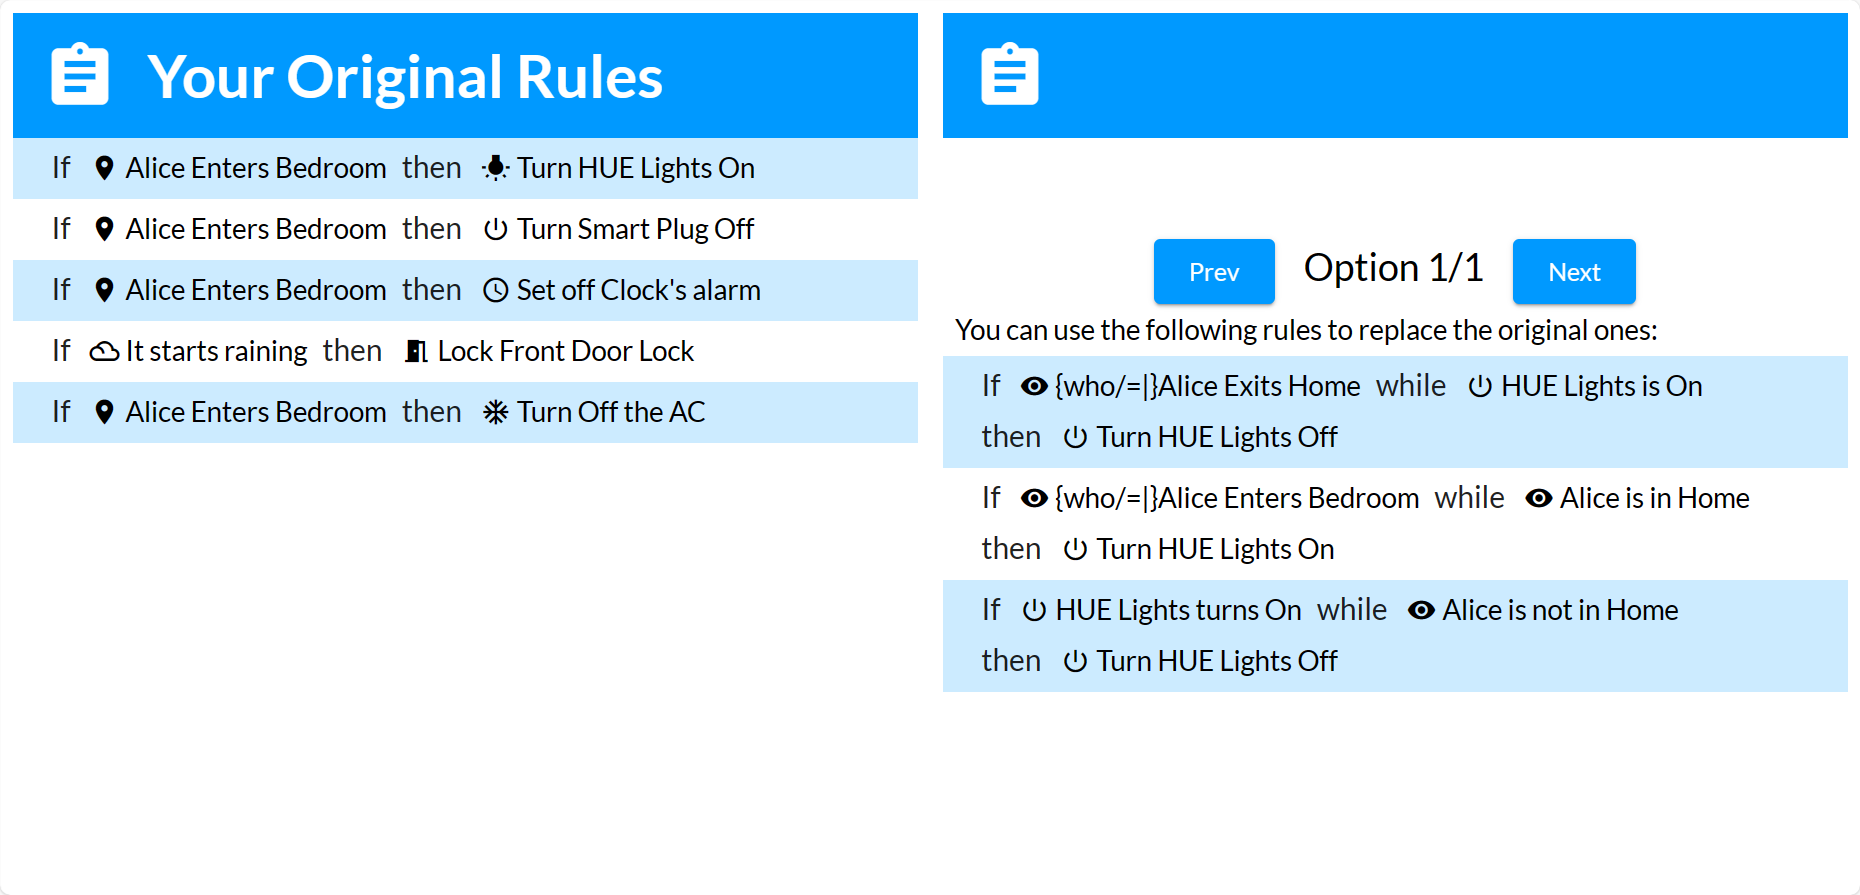 Your Original Rules
If Alice Enters Bedroom then Turn HUE Lights On
If Alice Enters Bedroom then Turn Smart Plug Off
If Alice Enters Bedroom then Set off Clock's alarm
If It starts raining then Lock Front Door Lock
If Alice Enters Bedroom then Turn Off the AC
Prev Option 1/1 Next
You can use the following rules to replace the original ones:
If {who/=|}Alice Exits Home while HUE Lights is On
then Turn HUE Lights Off
If {who/=|}Alice Enters Bedroom while Alice is in Home
then Turn HUE Lights On
If HUE Lights turns On while Alice is not in Home
then Turn HUE Lights Off